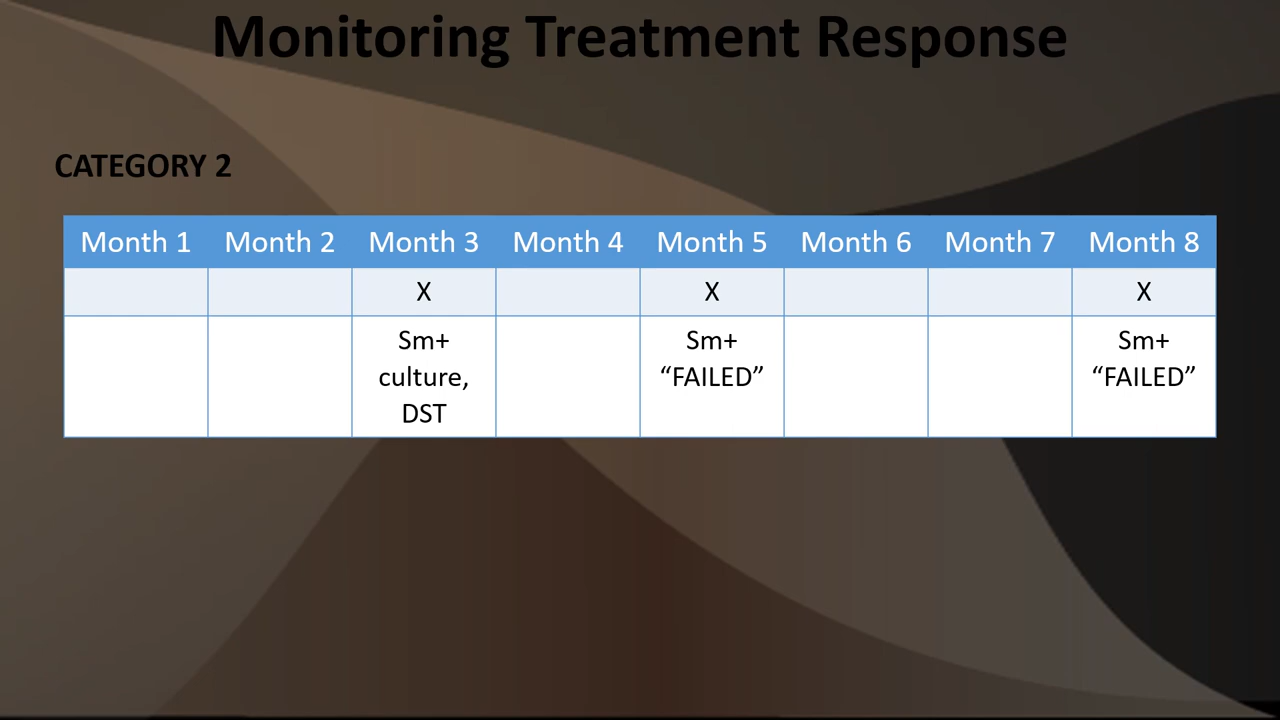 Monitoring Treatment Response
CATEGORY 2
Month 1 Month 2 Month 3 Month 4 Month 5 Month 6 Month 7 Month 8
X X X
Sm+ Sm+ Sm+
culture, “FAILED” “FAILED”
DST